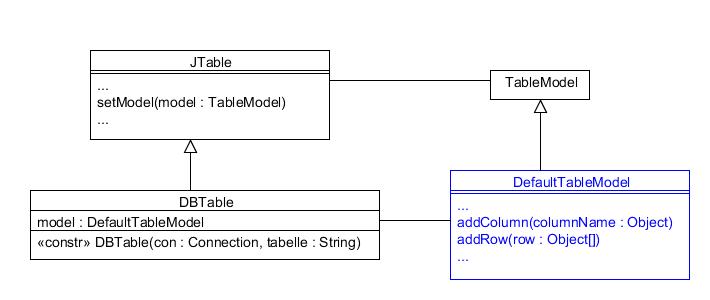 JTable
...
setModel(model : TableModel)
...
TableModel
DBTable
model : DefaultTableModel
«constr» DBTable(con : Connection, tabelle : String)
DefaultTableModel
...
addColumn(columnName : Object)
addRow(row : Object[])
...